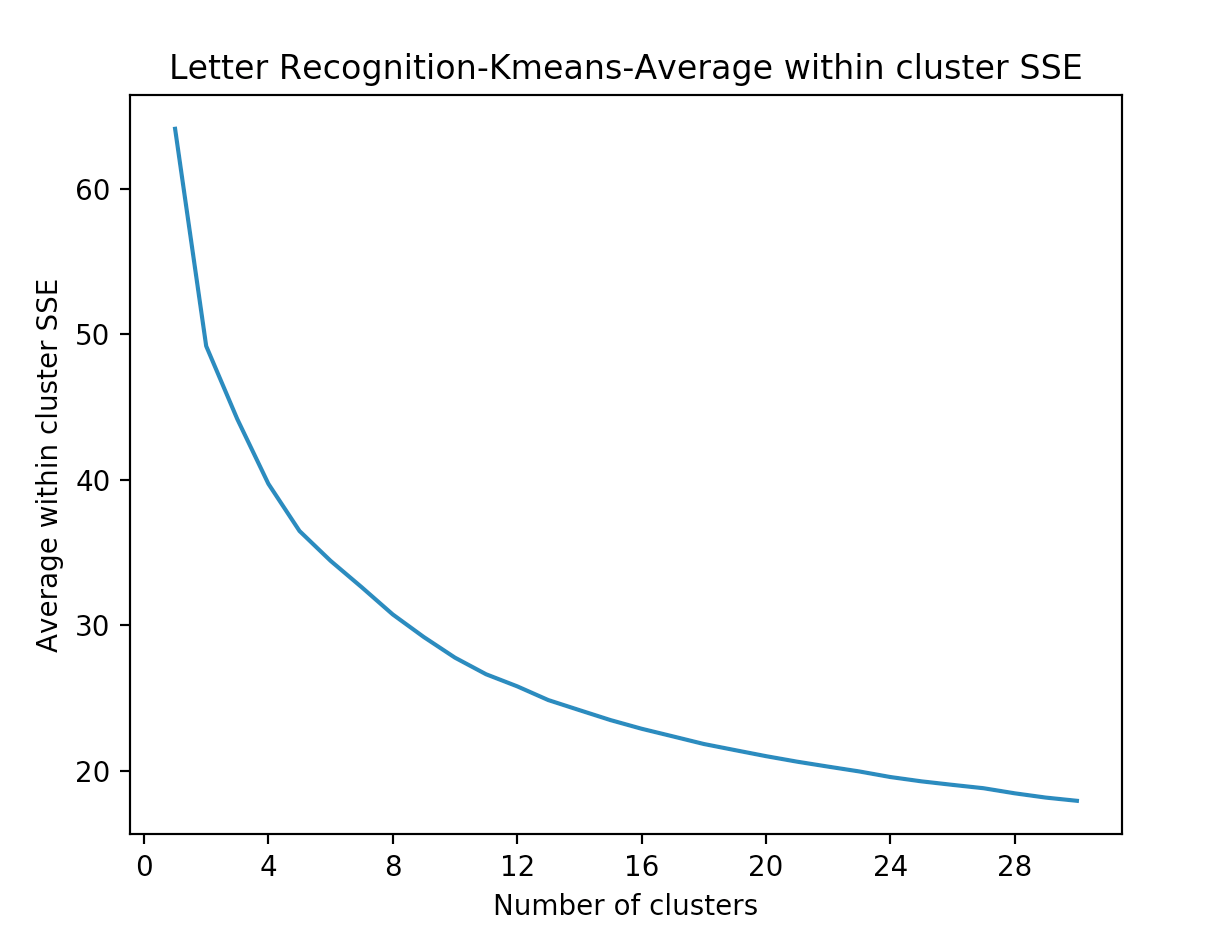 Letter Recognition-Kmeans-Average within cluster SSE
Average within cluster SSE
60
50
40
30
20
0 4 8 12 16 20 24 28
Number of clusters